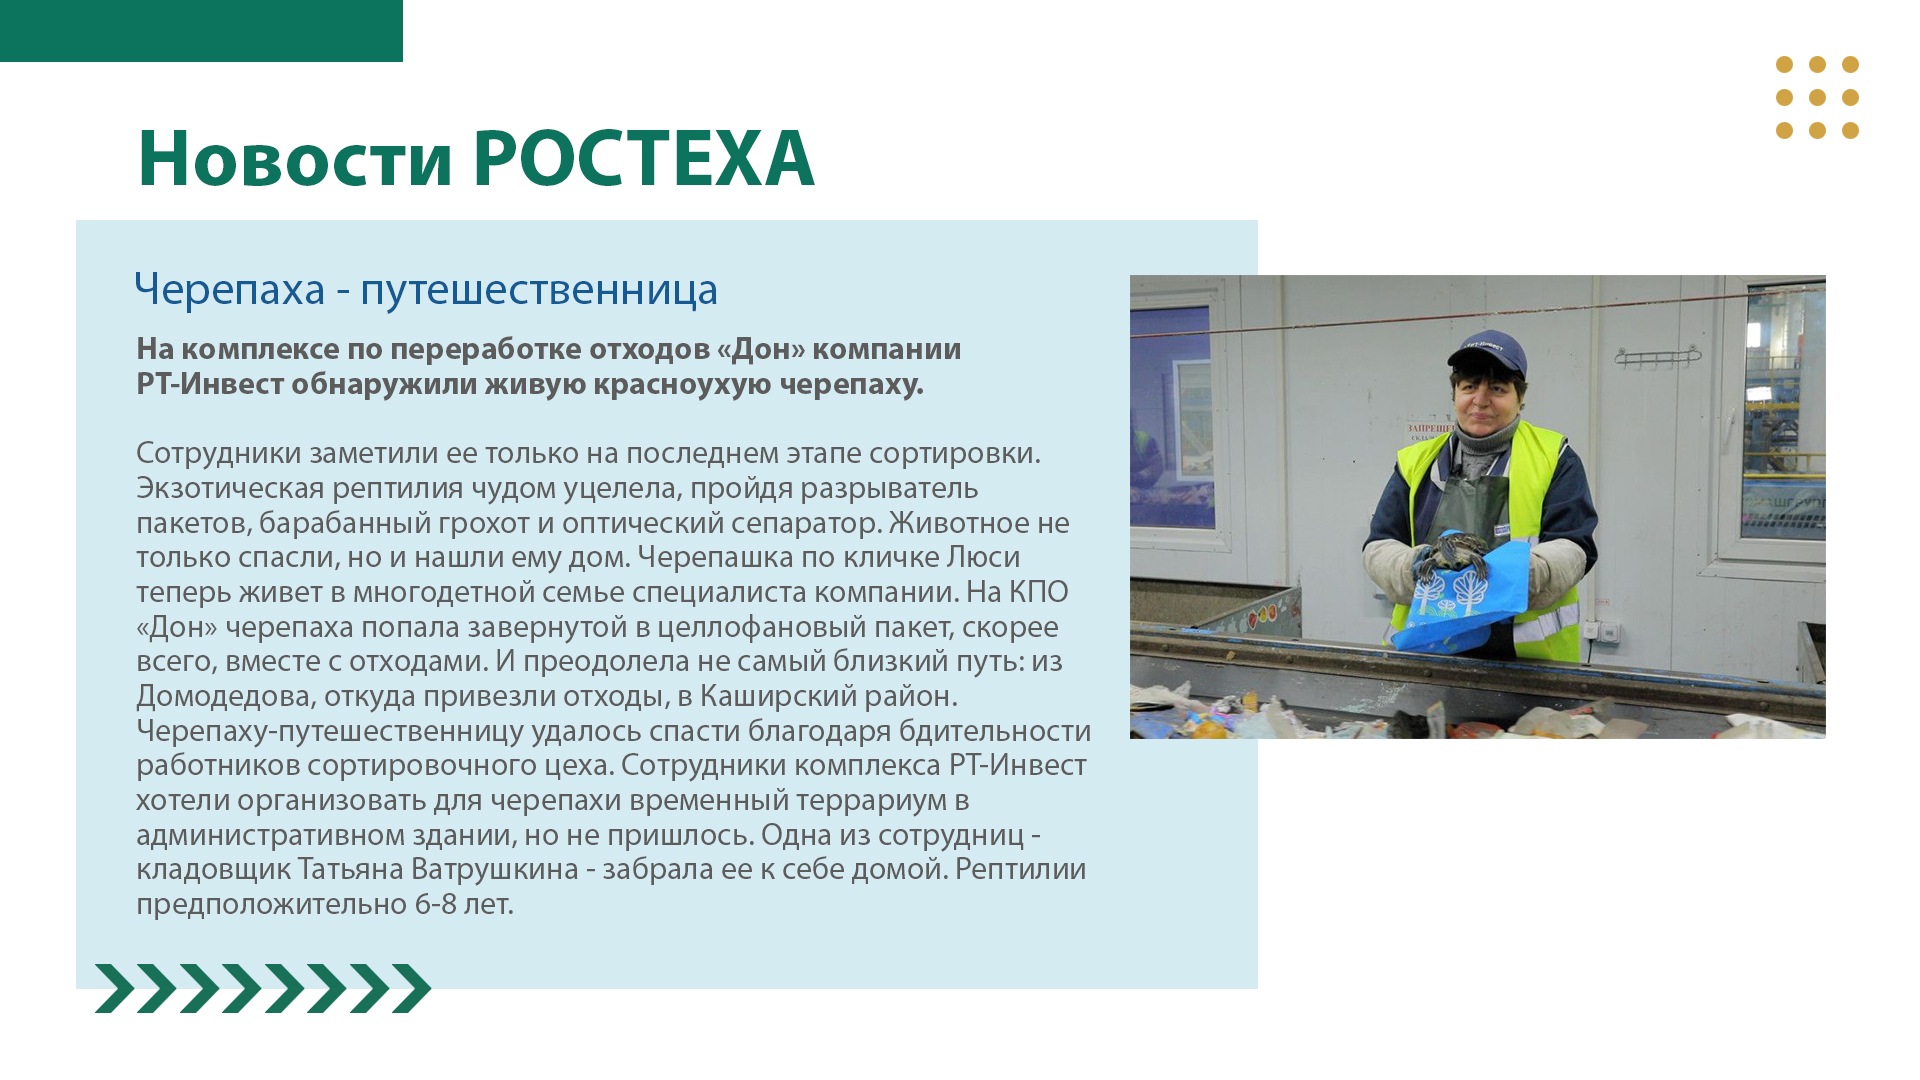 Новости РОСТЕХА
Черепаха - путешественница
На комплексе по переработке отходов «Дон» компании
РТ-Инвест обнаружили живую красноухую черепаху.
Сотрудники заметили ее только на последнем этапе сортировки.
Экзотическая рептилия чудом уцелела, пройдя разрыватель
пакетов, барабанный грохот и оптический сепаратор. Животное не
только спасли, но и нашли ему дом. Черепашка по кличке Люси
теперь живет в многодетной семье специалиста компании. На КПО
«Дон» черепаха попала завернутой в целлофановый пакет, скорее
всего, вместе с отходами. И преодолела не самый близкий путь: из
Домодедова, откуда привезли отходы, в Каширский район.
Черепаху-путешественницу удалось спасти благодаря бдительности
работников сортировочного цеха. Сотрудники комплекса РТ-Инвест
хотели организовать для черепахи временный террариум в
административном здании, но не пришлось. Одна из сотрудниц -
кладовщик Татьяна Ватрушкина - забрала ее к себе домой. Рептилии
предположительно 6-8 лет.
РТ-Инвест